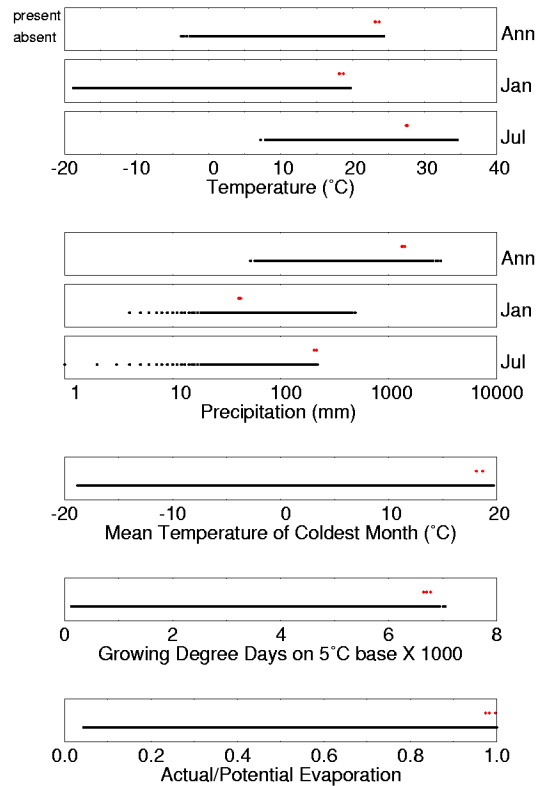 present
absent
Ann
Jan
Jul
-20 -10 0 10 20 30 40
Temperature (˚C)
Ann
Jan
Jul
1 10 100 1000 10000
Precipitation (mm)
-20 -10 0 10 20
Mean Temperature of Coldest Month (˚C)
0 2 4 6 8
Growing Degree Days on 5˚C base X 1000
0.0 0.2 0.4 0.6 0.8 1.0
Actual/Potential Evaporation